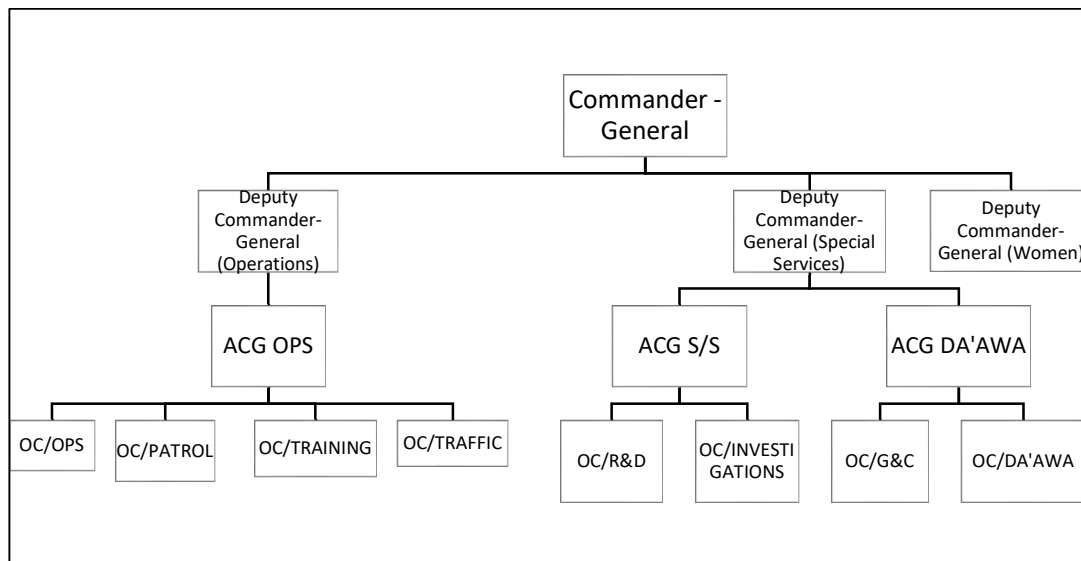 Commander -
General
Deputy
Commander-
General
(Operations)
Deputy
Commander-
General (Special
Services)
Deputy
Commander-
General (Women)
ACG OPS
ACG S/S
ACG DA'AWA
OC/OPS
OC/PATROL
OC/TRAINING
OC/TRAFFIC
OC/R&D
OC/INVESTI
GATIONS
OC/G&C
OC/DA'AWA